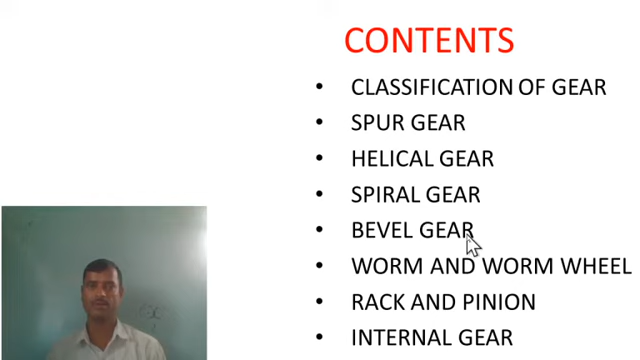 CONTENTS
• CLASSIFICATION OF GEAR
• SPUR GEAR
• HELICAL GEAR
• SPIRAL GEAR
• BEVEL GEAR
• WORM AND WORM WHEEL
• RACK AND PINION
• INTERNAL GEAR